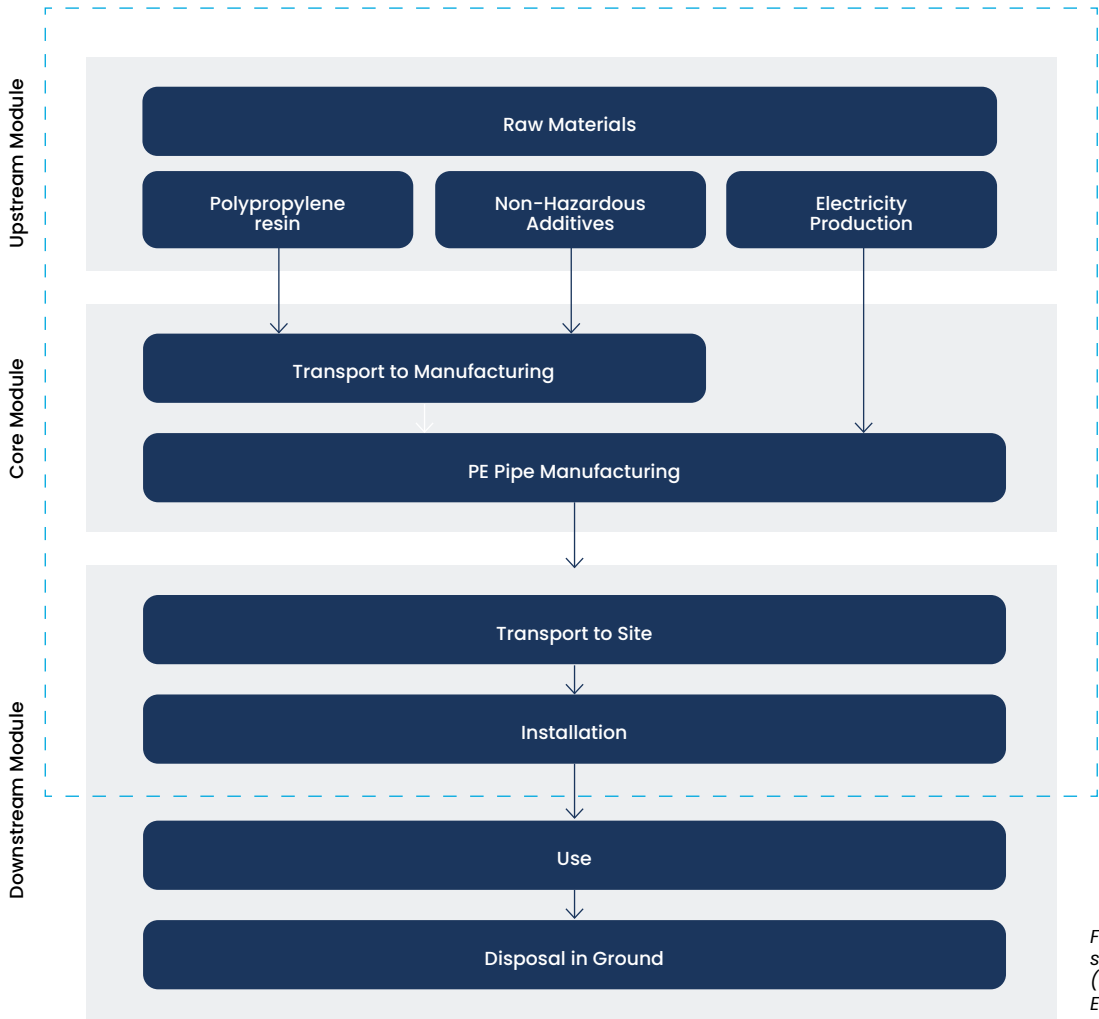 Upstream Module
Raw Materials
Polypropylene
resin
Non-Hazardous
Additives
Electricity
Production
Core Module
Transport to Manufacturing
PE Pipe Manufacturing
Downstream Module
Transport to Site
Installation
Use
Disposal in Ground
F
s
(
E